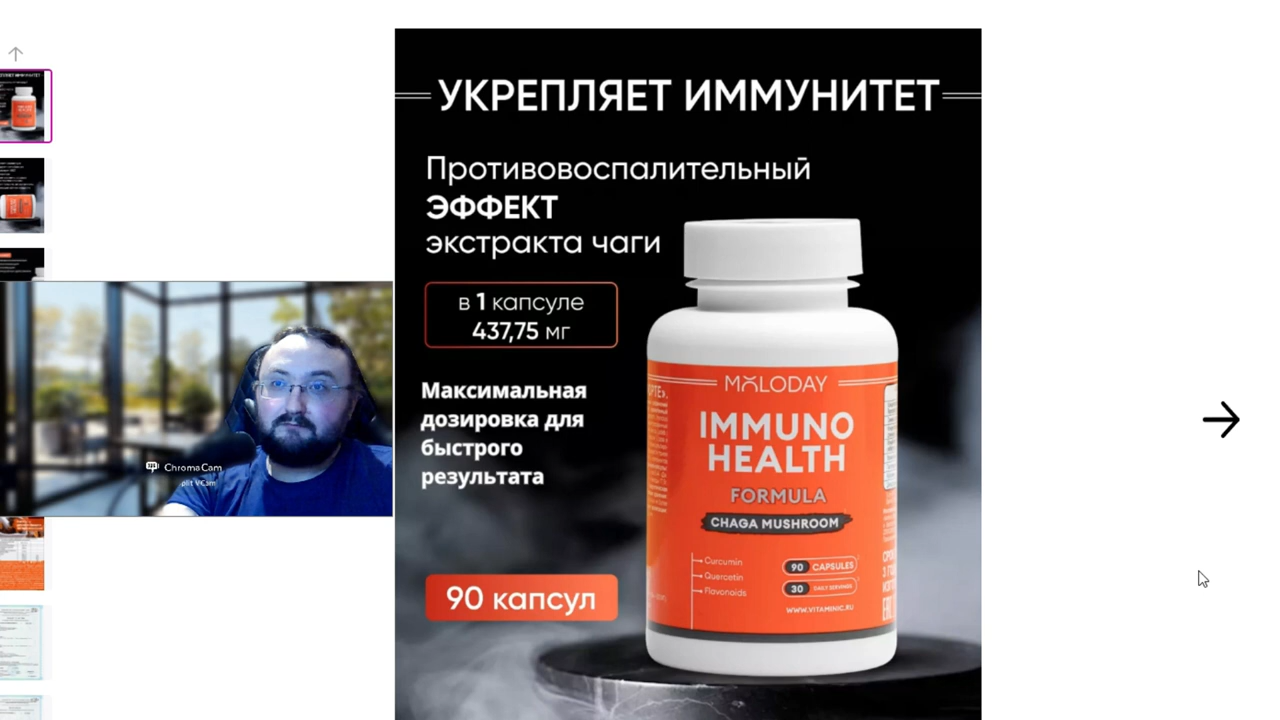 УКРЕПЛЯЕТ ИММУНИТЕТ
Противовоспалительный
ЭФФЕКТ
экстракта чаги
в 1 капсуле
437,75 мг
Максимальная
дозировка для
быстрого
результата
90 капсул
MALODAY
IMMUNO
HEALTH
FORMULA
CHAGA MUSHROOM
Curcumin
Quercetin
Flavonoids
90 CAPSULES
30 DAILY SERVINGS
WWW.VITAMINIC.RU
ChromaCam